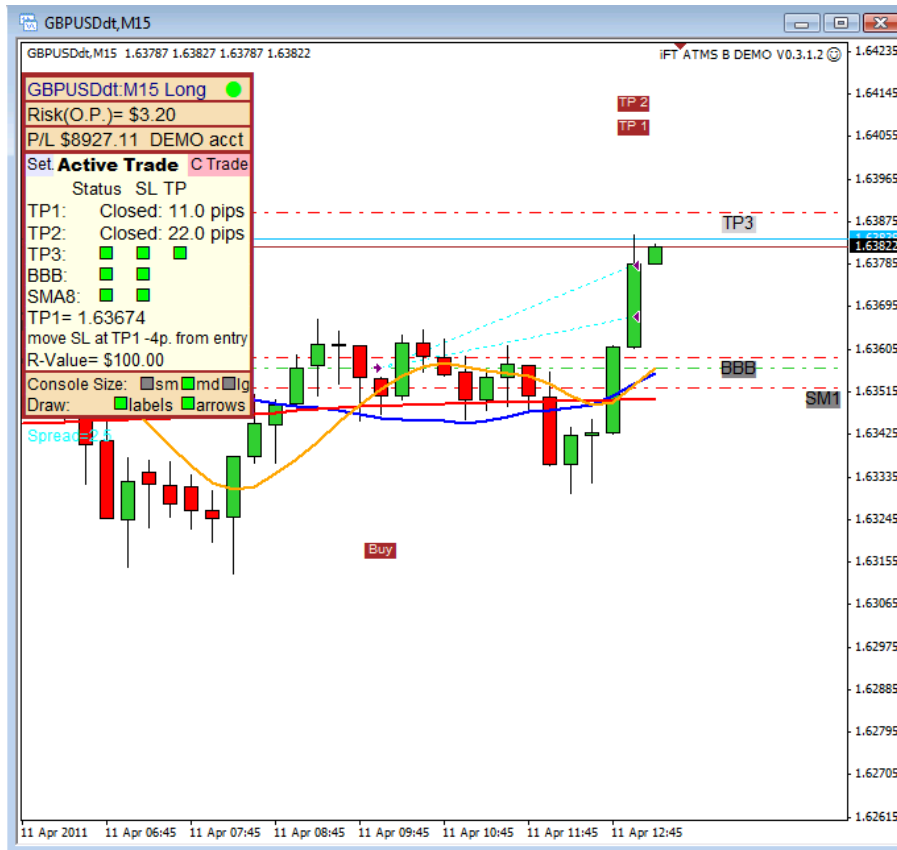 GBPUSDdt,M15
GBPUSDdt,M15 1.63787 1.63827 1.63787 1.63822
iFT ATMS B DEMO V0.3.1.2
GBPUSDdt:M15 Long
Risk(O.P.)= $3.20
P/L $8927.11 DEMO acct
Set. Active Trade C Trade
Status SL TP
TP1: Closed: 11.0 pips
TP2: Closed: 22.0 pips
TP3:
BBB:
SMA8:
TP1= 1.63674
move SL at TP1 -4p. from entry
R-Value= $100.00
Console Size: sm md lg
Draw: labels arrows
Spread=2.5
TP 2
TP 1
TP3
BBB
SM1
Buy
1.64235
1.64145
1.64055
1.63965
1.63875
1.63822
1.63785
1.63695
1.63605
1.63515
1.63425
1.63335
1.63245
1.63155
1.63065
1.62975
1.62885
1.62795
1.62705
1.62615
11 Apr 2011 11 Apr 06:45 11 Apr 07:45 11 Apr 08:45 11 Apr 09:45 11 Apr 10:45 11 Apr 11:45 11 Apr 12:45